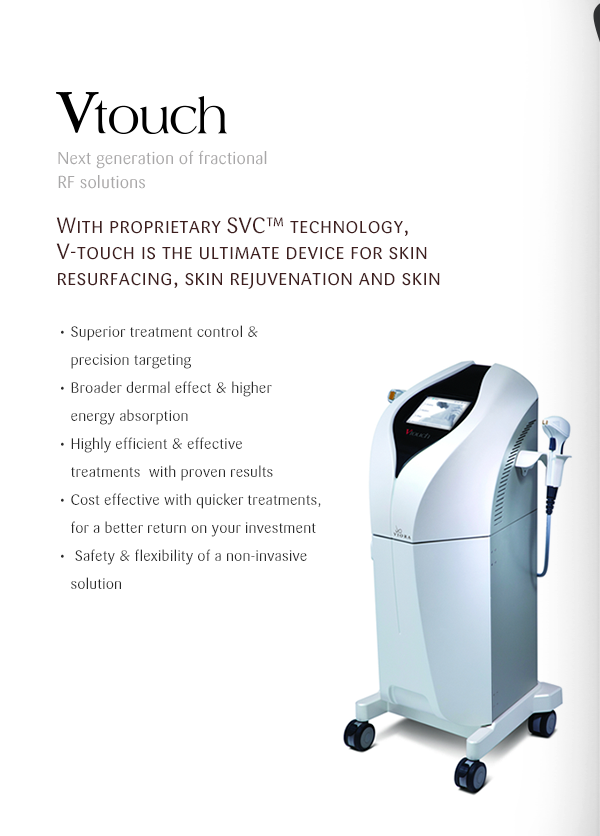 Vtouch
Next generation of fractional
RF solutions
WITH PROPRIETARY SVC™ TECHNOLOGY,
V-TOUCH IS THE ULTIMATE DEVICE FOR SKIN
RESURFACING, SKIN REJUVENATION AND SKIN
• Superior treatment control &
precision targeting
• Broader dermal effect & higher
energy absorption
• Highly efficient & effective
treatments with proven results
• Cost effective with quicker treatments,
for a better return on your investment
• Safety & flexibility of a non-invasive
solution
Vtouch
VIORA